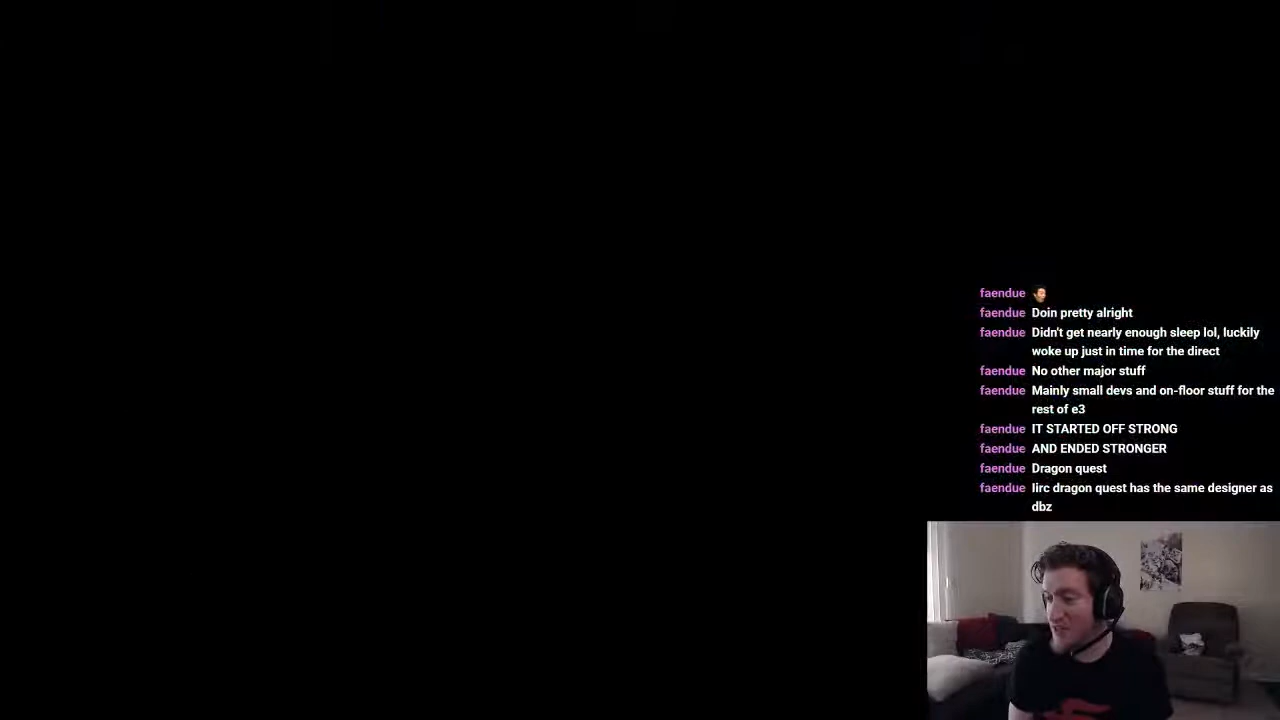 faendue
faendue Doin pretty alright
faendue Didn't get nearly enough sleep lol, luckily
woke up just in time for the direct
faendue No other major stuff
faendue Mainly small devs and on-floor stuff for the
rest of e3
faendue IT STARTED OFF STRONG
faendue AND ENDED STRONGER
faendue Dragon quest
faendue Iirc dragon quest has the same designer as
dbz